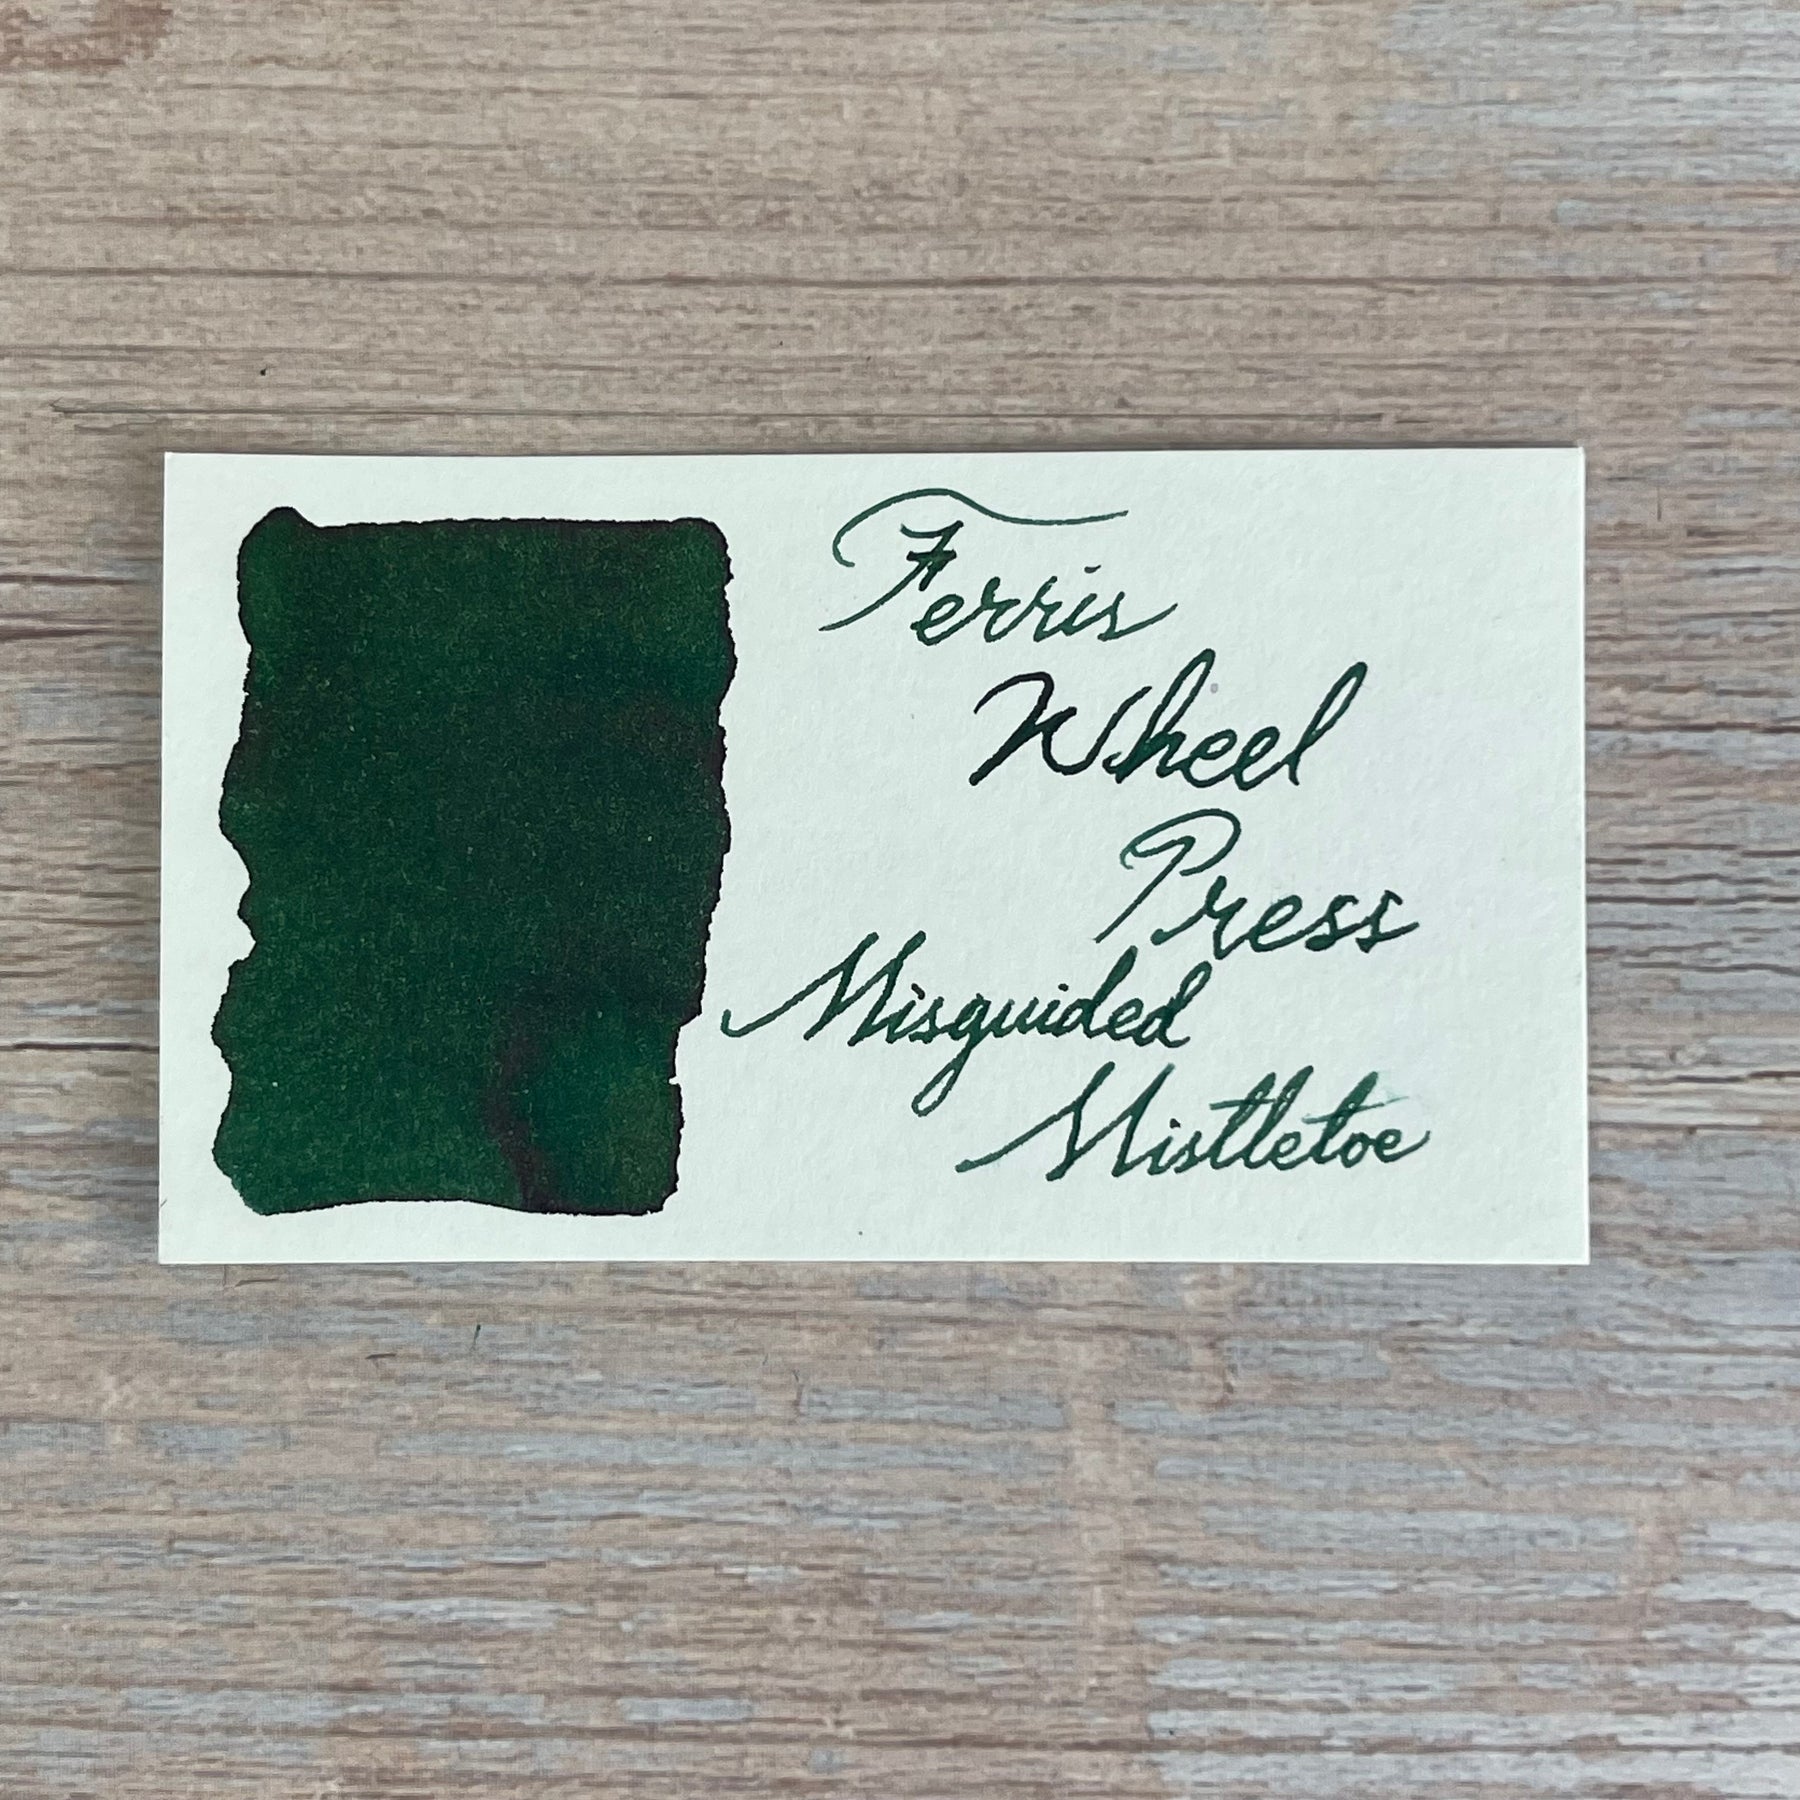 Ferris
Wheel
Press
Misguided
Mistletoe